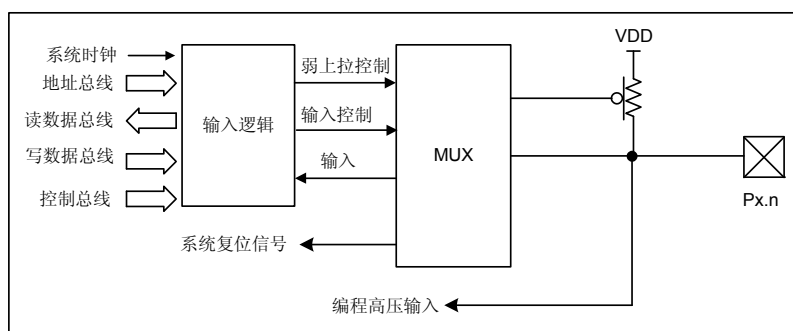 VDD
系统时钟
弱上拉控制
地址总线
读数据总线
输入逻辑
输入控制
MUX
写数据总线
输入
控制总线
Px.n
系统复位信号
编程高压输入